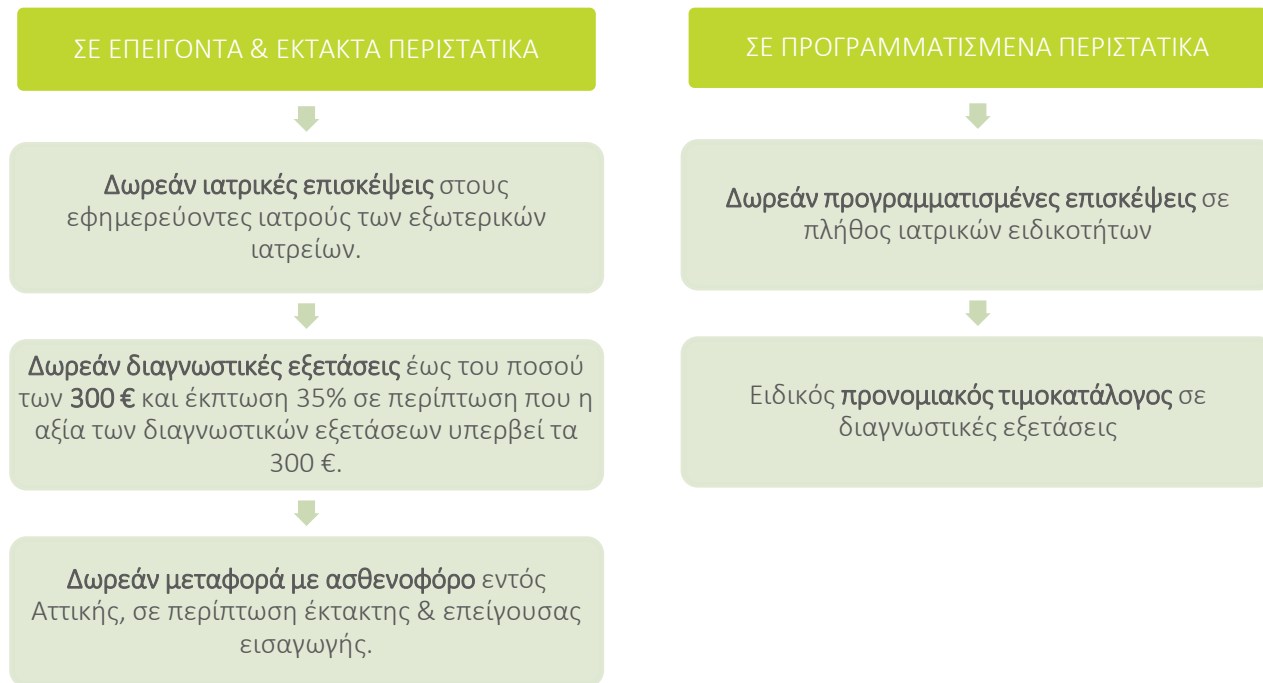 ΣΕ ΕΠΕΙΓΟΝΤΑ & ΕΚΤΑΚΤΑ ΠΕΡΙΣΤΑΤΙΚΑ
Δωρεάν ιατρικές επισκέψεις στους
εφημερεύοντες ιατρούς των εξωτερικών
ιατρείων.
Δωρεάν διαγνωστικές εξετάσεις έως του ποσού
των 300 € και έκπτωση 35% σε περίπτωση που η
αξία των διαγνωστικών εξετάσεων υπερβεί τα
300 €.
Δωρεάν μεταφορά με ασθενοφόρο εντός
Αττικής, σε περίπτωση έκτακτης & επείγουσας
εισαγωγής.
ΣΕ ΠΡΟΓΡΑΜΜΑΤΙΣΜΕΝΑ ΠΕΡΙΣΤΑΤΙΚΑ
Δωρεάν προγραμματισμένες επισκέψεις σε
πλήθος ιατρικών ειδικοτήτων
Ειδικός προνομιακός τιμοκατάλογος σε
διαγνωστικές εξετάσεις